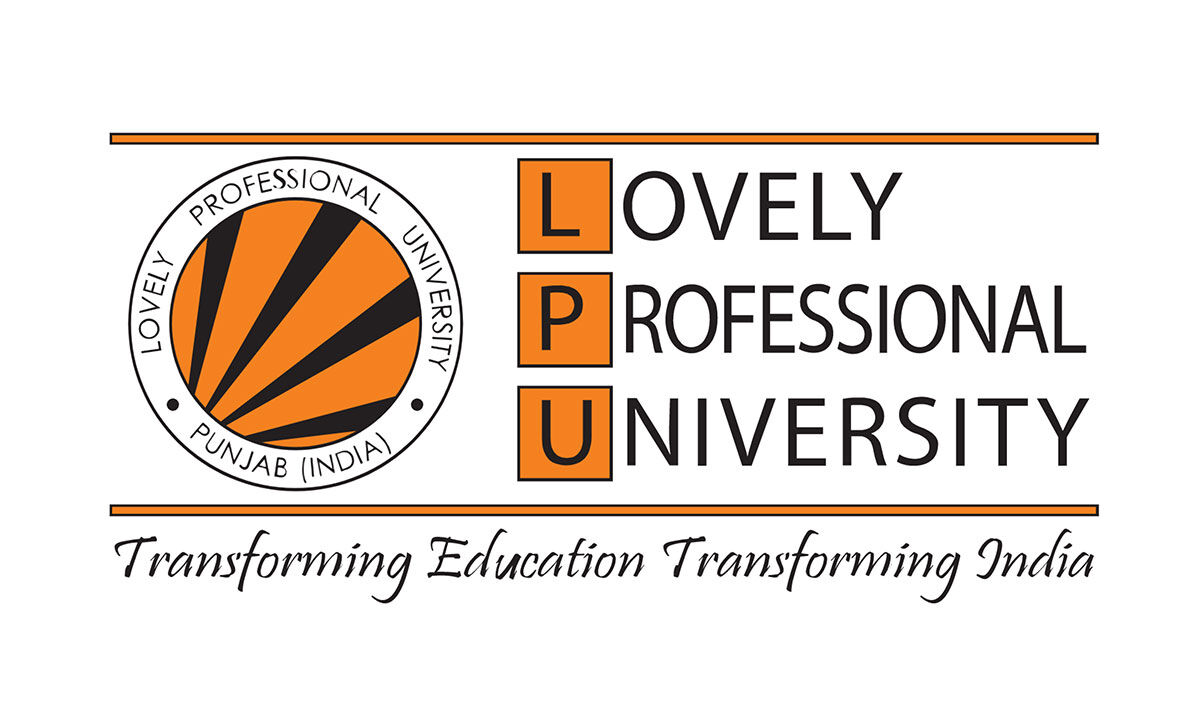 LOVELY PROFESSIONAL UNIVERSITY
• PUNJAB (INDIA) •
LOVELY
PROFESSIONAL
UNIVERSITY
Transforming Education Transforming India